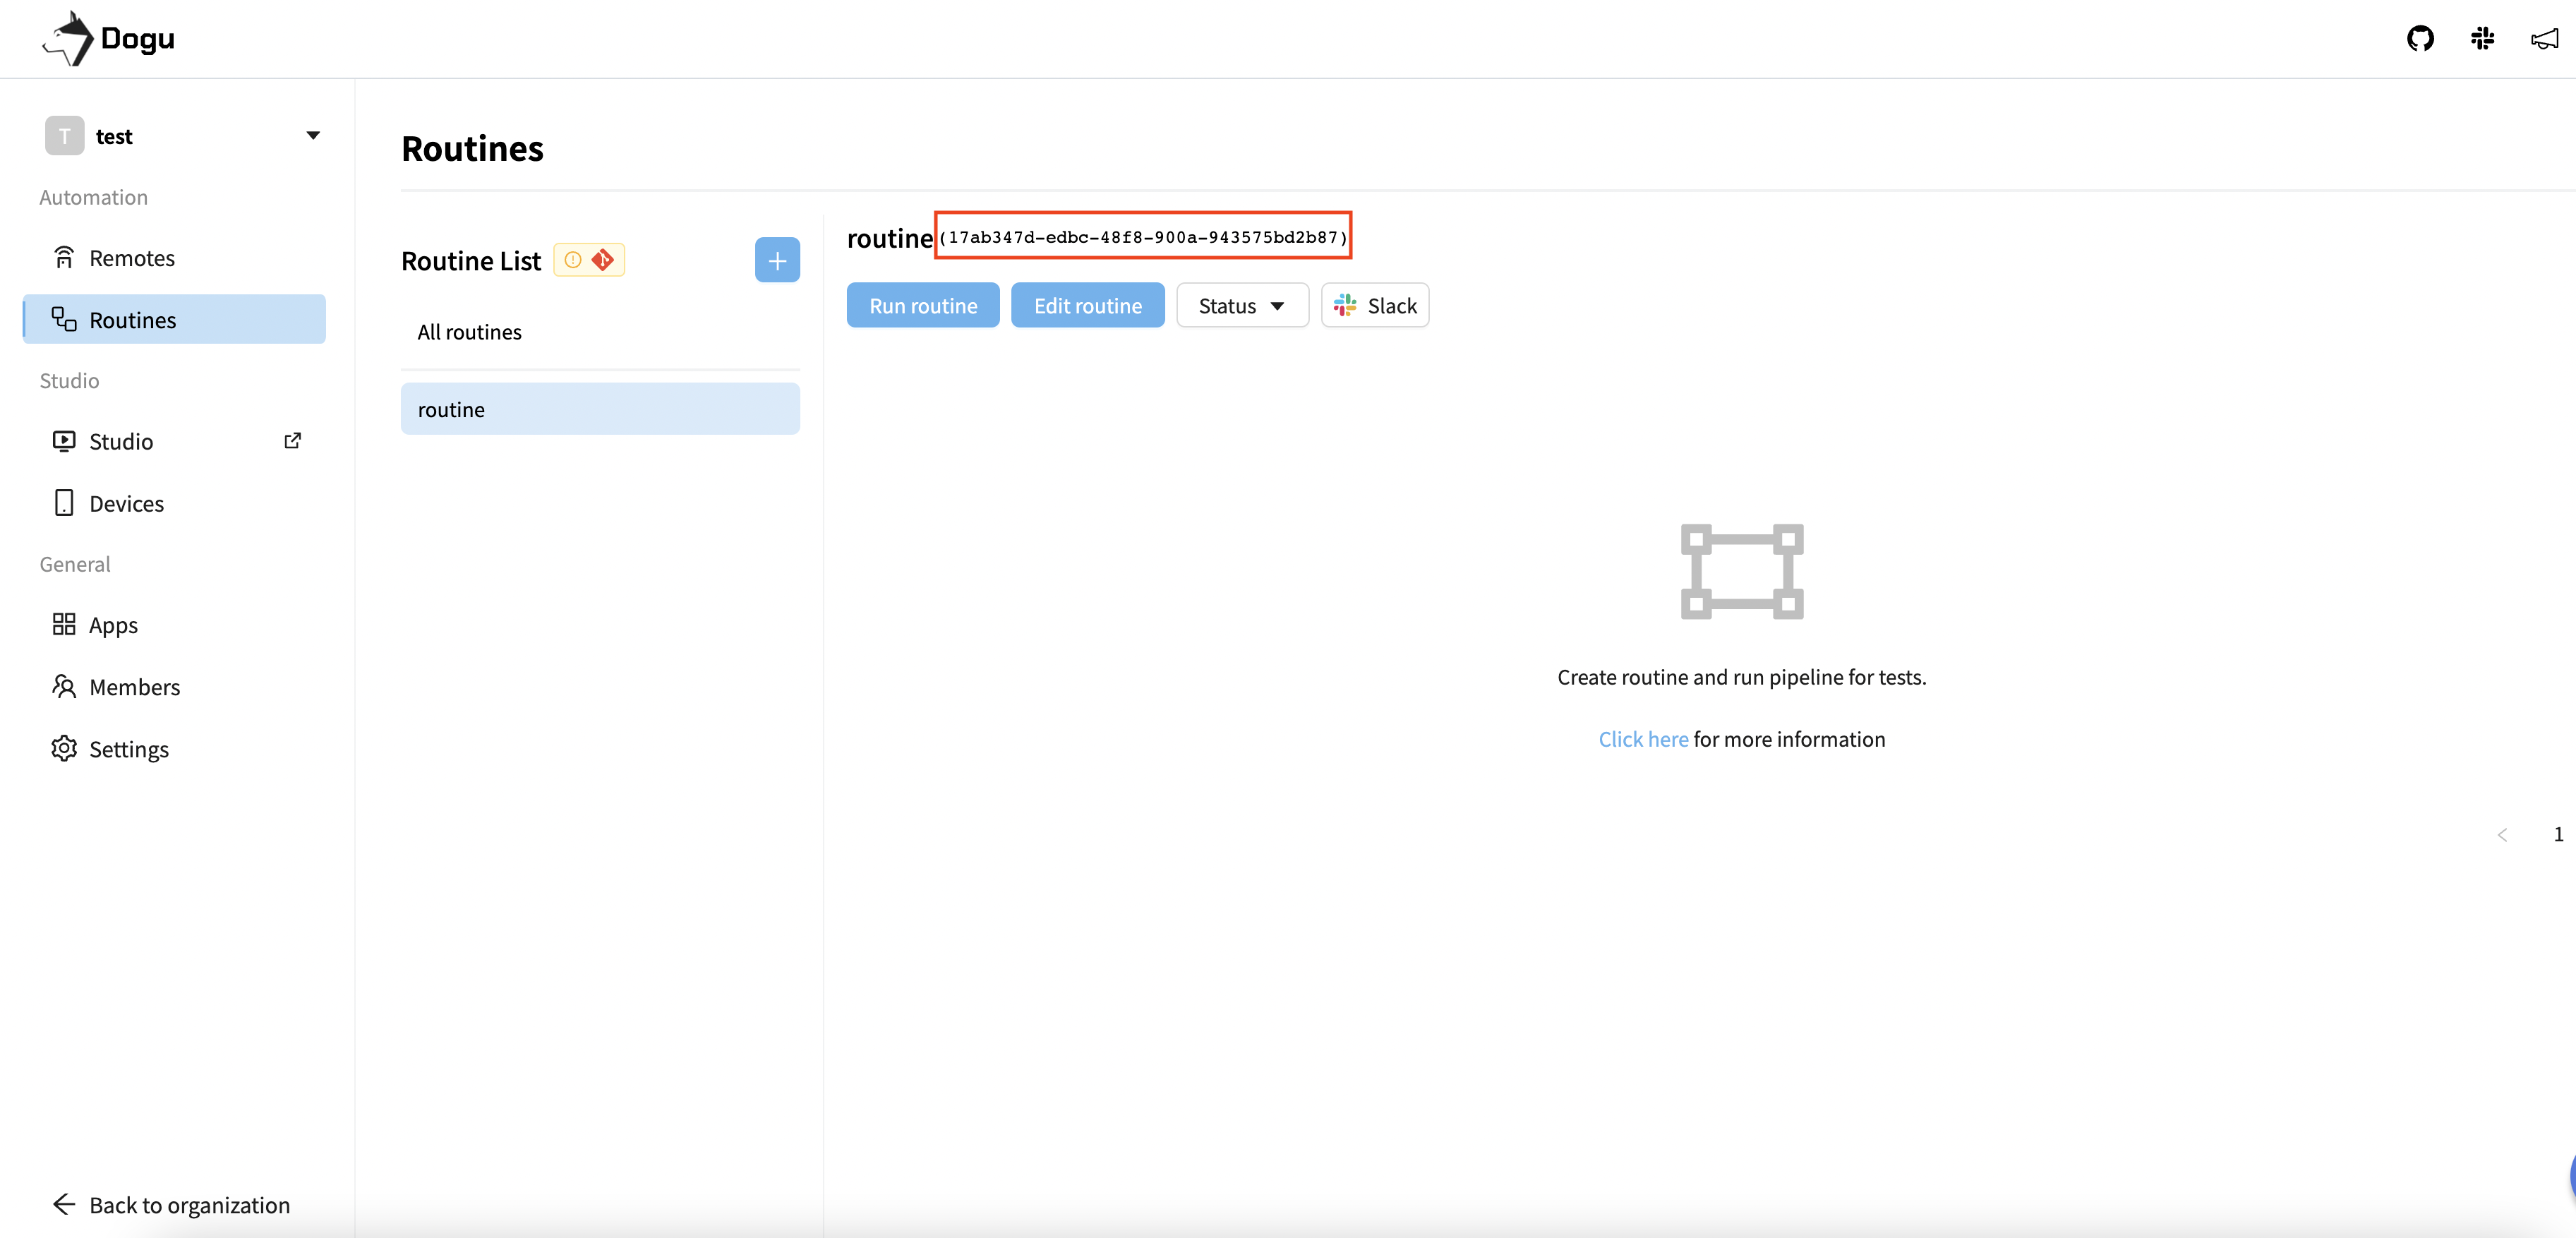 Dogu
T test
Automation
Remotes
Routines
Studio
Studio
Devices
General
Apps
Members
Settings
Back to organization
Routines
Routine List
All routines
routine
routine (17ab347d-edbc-48f8-900a-943575bd2b87)
Run routine Edit routine Status Slack
Create routine and run pipeline for tests.
Click here for more information
1